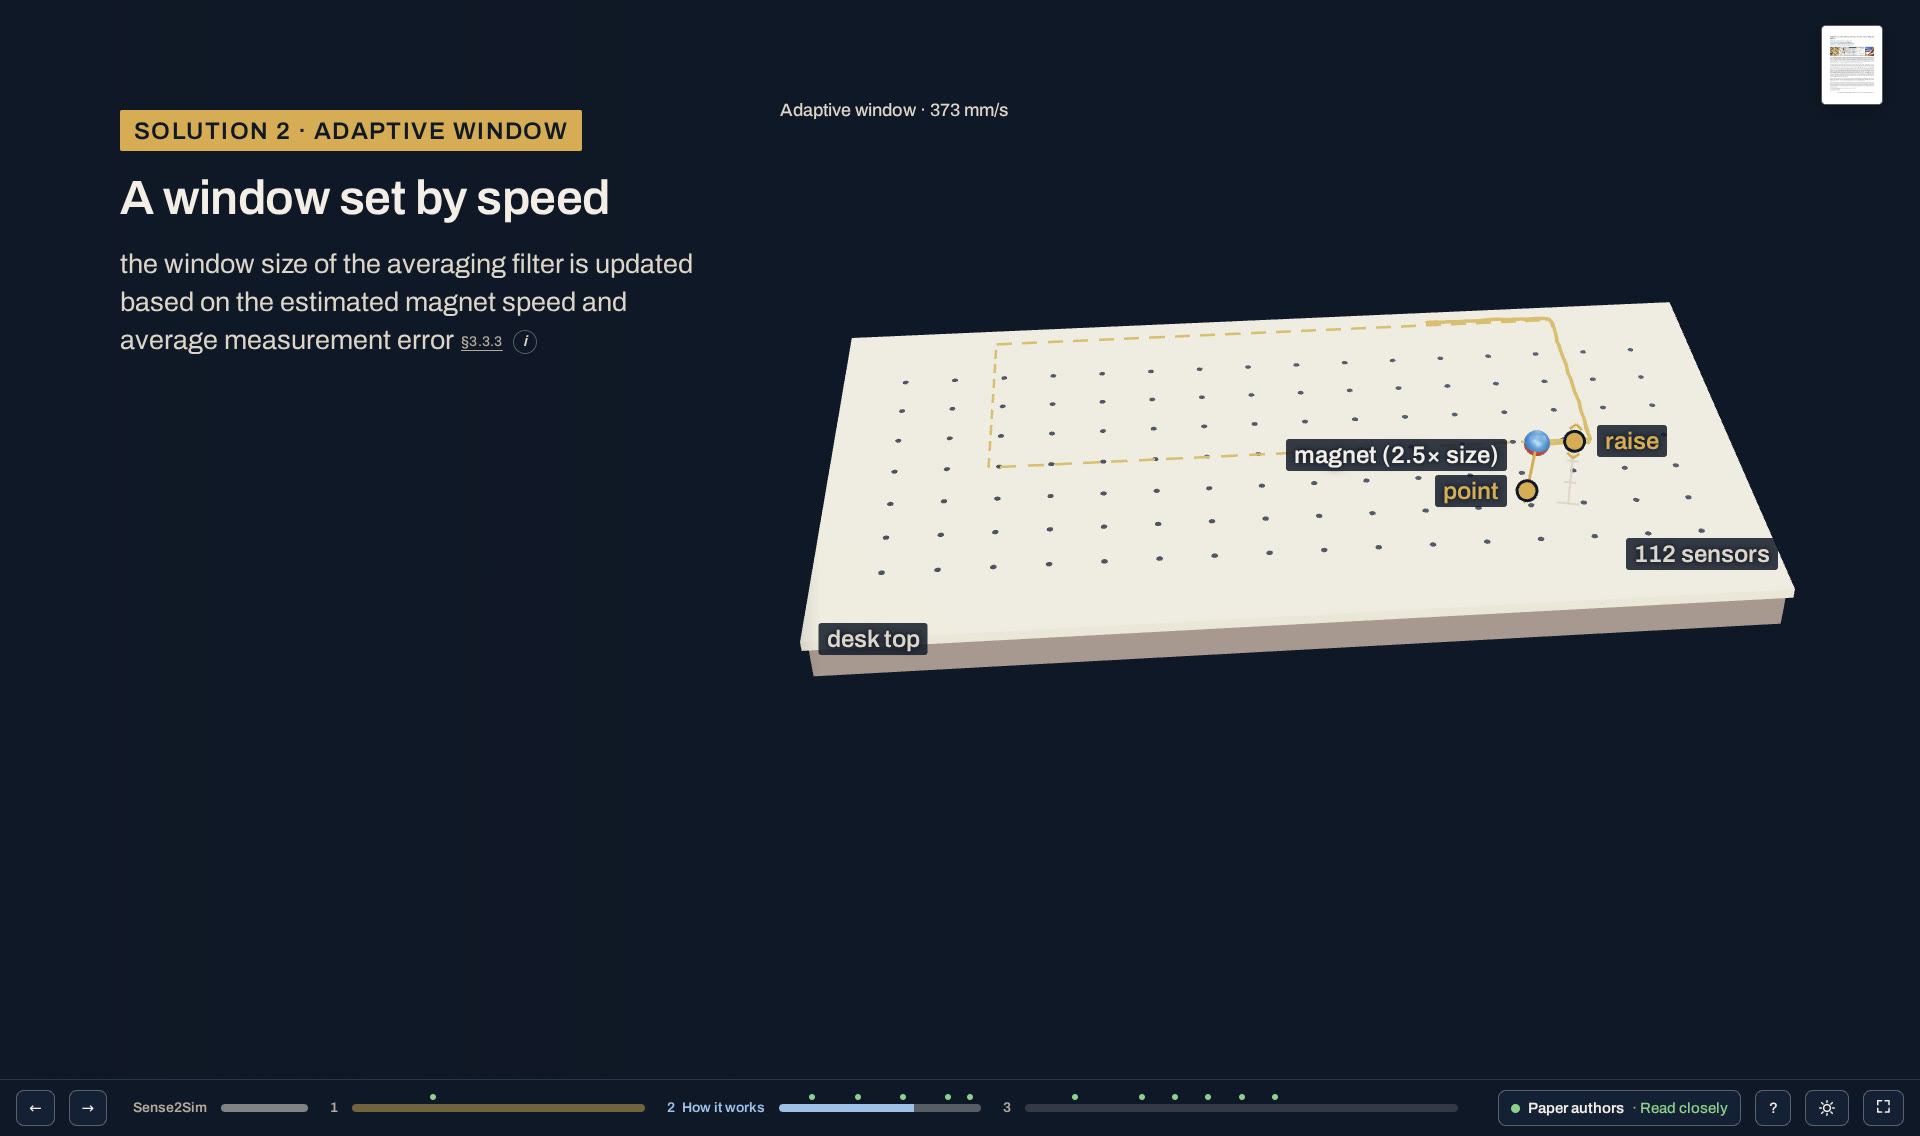 SOLUTION 2 · ADAPTIVE WINDOW
A window set by speed
the window size of the averaging filter is updated
based on the estimated magnet speed and
average measurement error §3.3.3 i
Adaptive window · 373 mm/s
raise
magnet (2.5× size)
point
112 sensors
desk top
← → Sense2Sim 1 2 How it works 3 Paper authors · Read closely ?